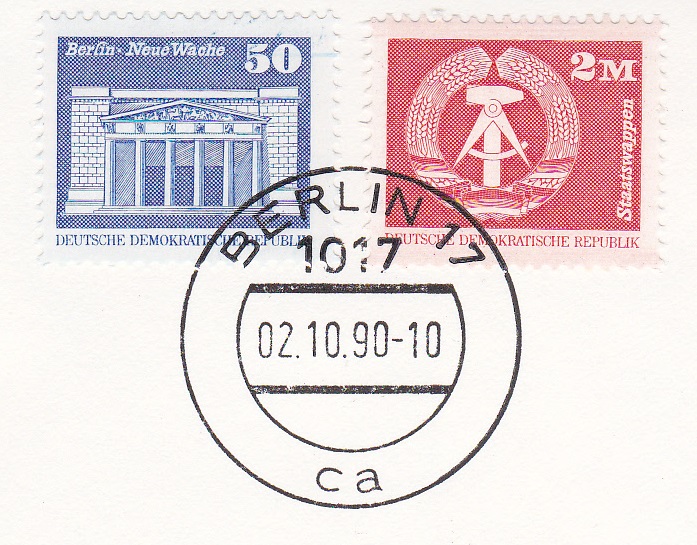 Berlin · Neue Wache 50
DEUTSCHE DEMOKRATISCHE REPUBLIK
2M
Staatswappen
DEUTSCHE DEMOKRATISCHE REPUBLIK
BERLIN 17
1017
02.10.90-10
ca